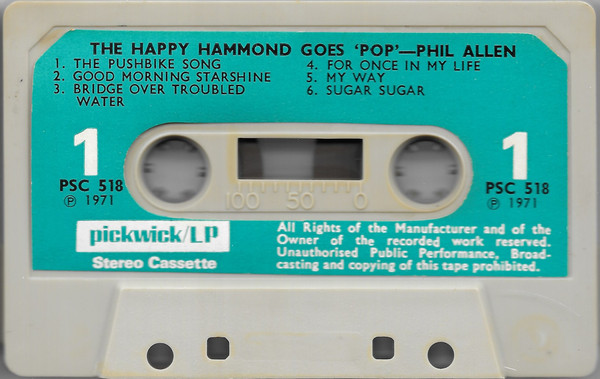 THE HAPPY HAMMOND GOES 'POP'—PHIL ALLEN
1. THE PUSHBIKE SONG
2. GOOD MORNING STARSHINE
3. BRIDGE OVER TROUBLED
WATER
4. FOR ONCE IN MY LIFE
5. MY WAY
6. SUGAR SUGAR
1
PSC 518
Ⓟ 1971
100 50 0
1
PSC 518
Ⓟ 1971
pickwick/LP
Stereo Cassette
All Rights of the Manufacturer and of the
Owner of the recorded work reserved.
Unauthorised Public Performance, Broad-
casting and copying of this tape prohibited.